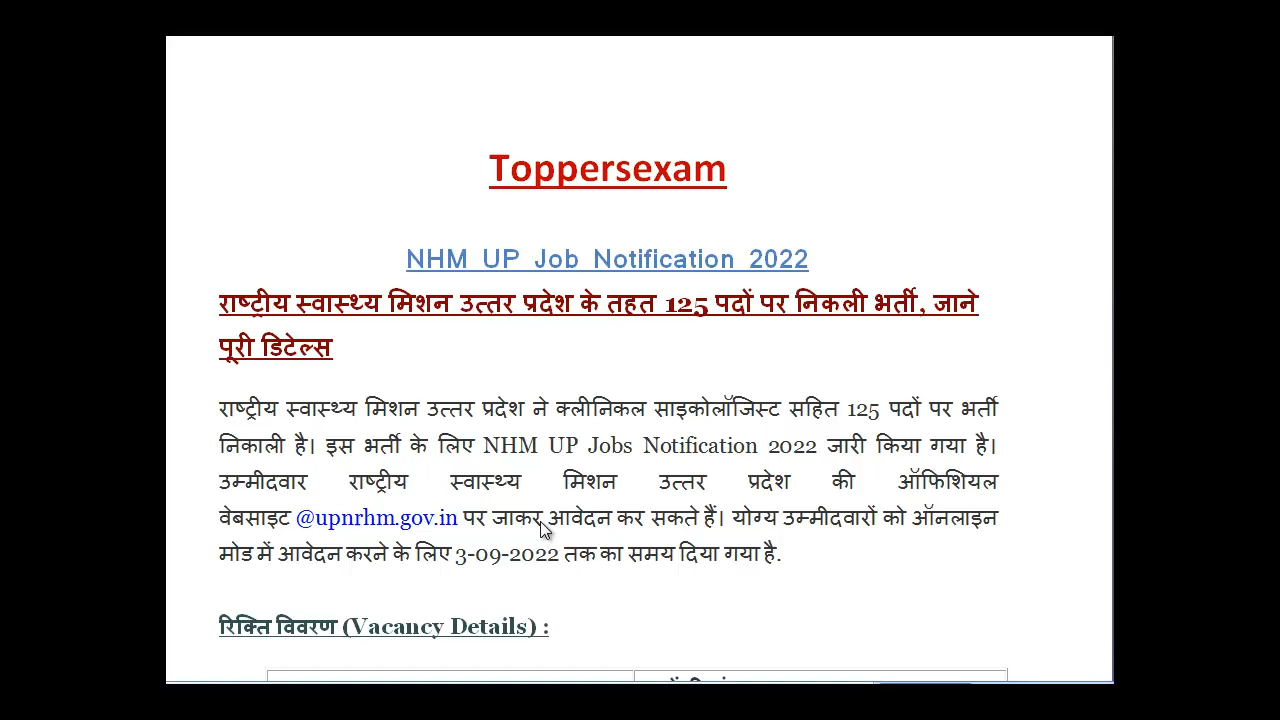 Toppersexam
NHM UP Job Notification 2022
राष्ट्रीय स्वास्थ्य मिशन उत्तर प्रदेश के तहत 125 पदों पर निकली भर्ती, जाने
पूरी डिटेल्स
राष्ट्रीय स्वास्थ्य मिशन उत्तर प्रदेश ने क्लीनिकल साइकोलॉजिस्ट सहित 125 पदों पर भर्ती
निकाली है। इस भर्ती के लिए NHM UP Jobs Notification 2022 जारी किया गया है।
उम्मीदवार राष्ट्रीय स्वास्थ्य मिशन उत्तर प्रदेश की ऑफिशियल
वेबसाइट @upnrhm.gov.in पर जाकर आवेदन कर सकते हैं। योग्य उम्मीदवारों को ऑनलाइन
मोड में आवेदन करने के लिए 3-09-2022 तक का समय दिया गया है.
रिक्ति विवरण (Vacancy Details) :